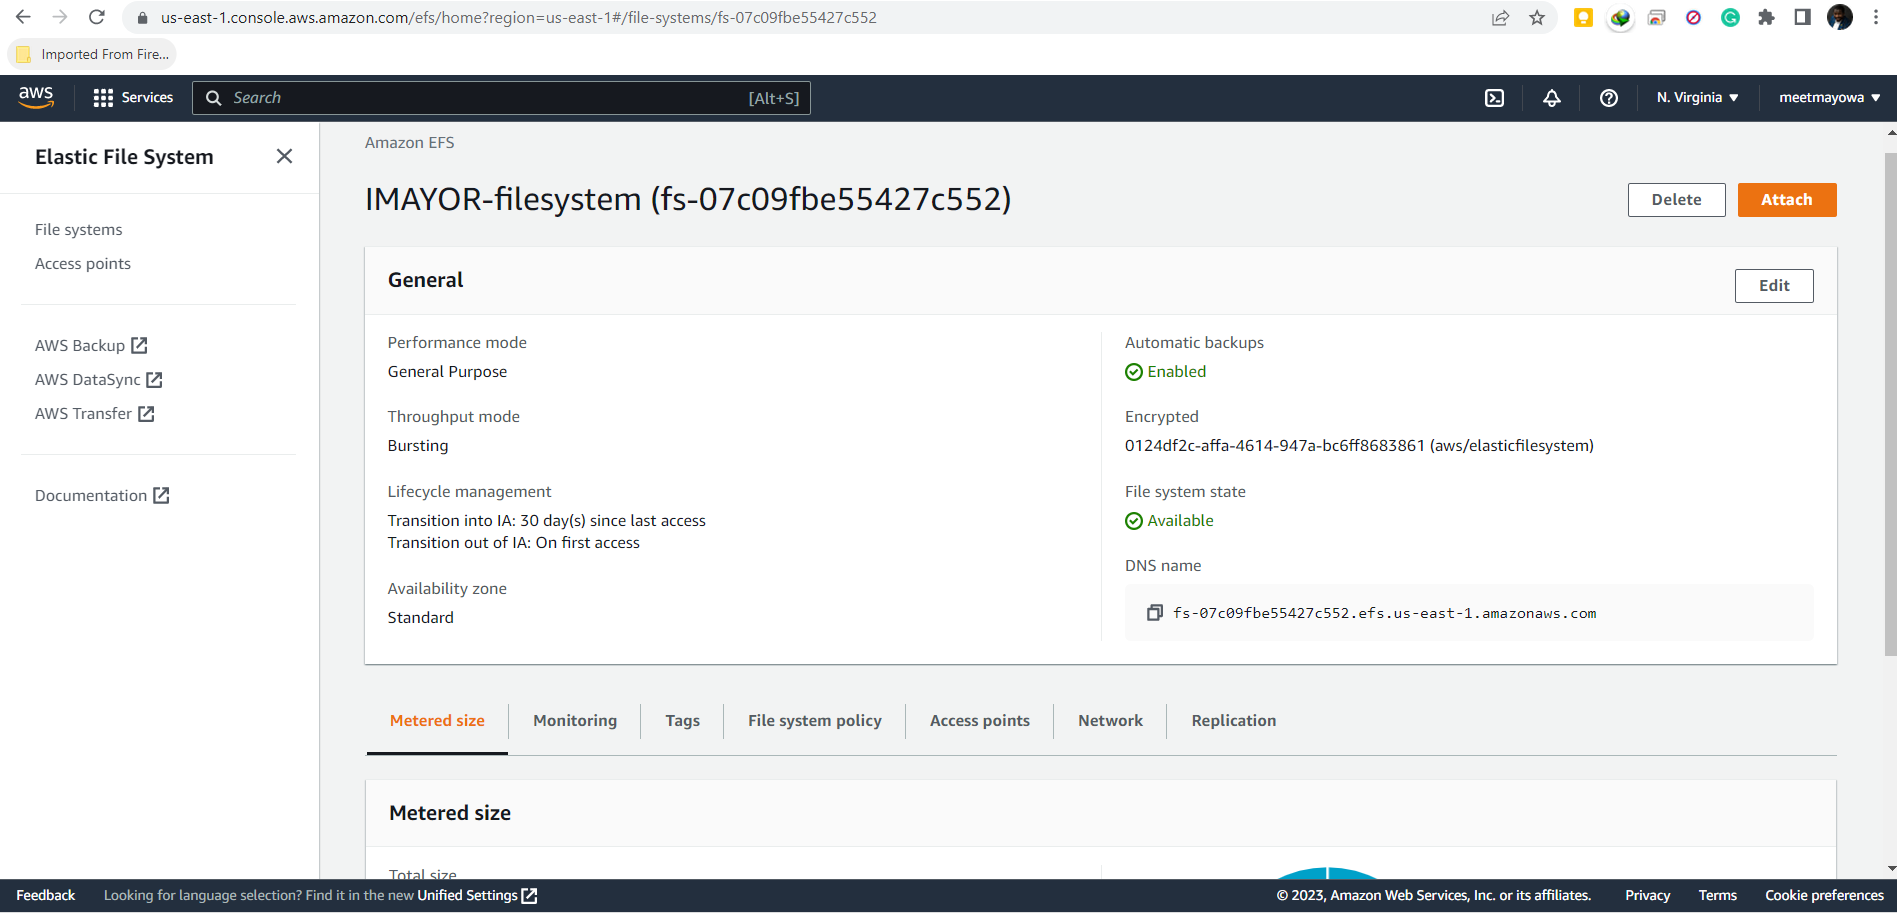 us-east-1.console.aws.amazon.com/efs/home?region=us-east-1#/file-systems/fs-07c09fbe55427c552
Imported From Fire...
aws
Services
Search
[Alt+S]
N. Virginia
meetmayowa
Elastic File System
File systems
Access points
AWS Backup
AWS DataSync
AWS Transfer
Documentation
Amazon EFS
IMAYOR-filesystem (fs-07c09fbe55427c552)
Delete
Attach
General
Edit
Performance mode
General Purpose
Throughput mode
Bursting
Lifecycle management
Transition into IA: 30 day(s) since last access
Transition out of IA: On first access
Availability zone
Standard
Automatic backups
Enabled
Encrypted
0124df2c-affa-4614-947a-bc6ff8683861 (aws/elasticfilesystem)
File system state
Available
DNS name
fs-07c09fbe55427c552.efs.us-east-1.amazonaws.com
Metered size
Monitoring
Tags
File system policy
Access points
Network
Replication
Metered size
Total size
Feedback
Looking for language selection? Find it in the new Unified Settings
© 2023, Amazon Web Services, Inc. or its affiliates.
Privacy
Terms
Cookie preferences